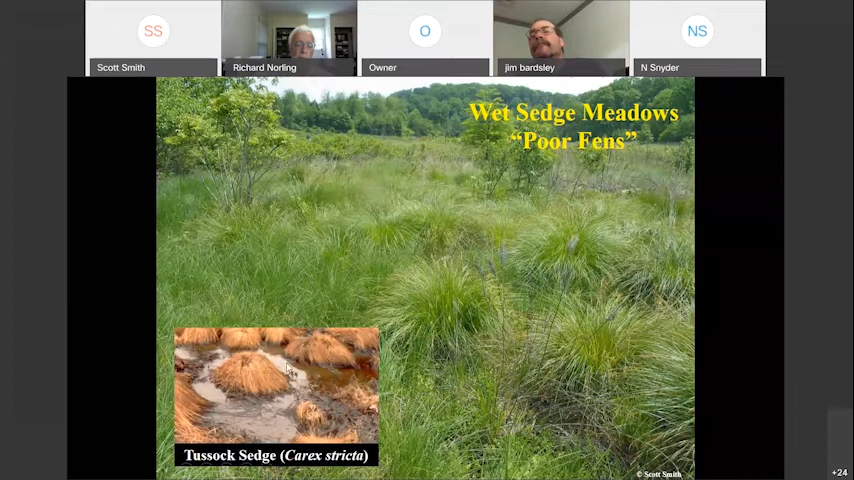 SS
O
NS
Scott Smith
Richard Norling
Owner
jim bardsley
N Snyder
Wet Sedge Meadows
“Poor Fens”
Tussock Sedge (Carex stricta)
© Scott Smith
+24